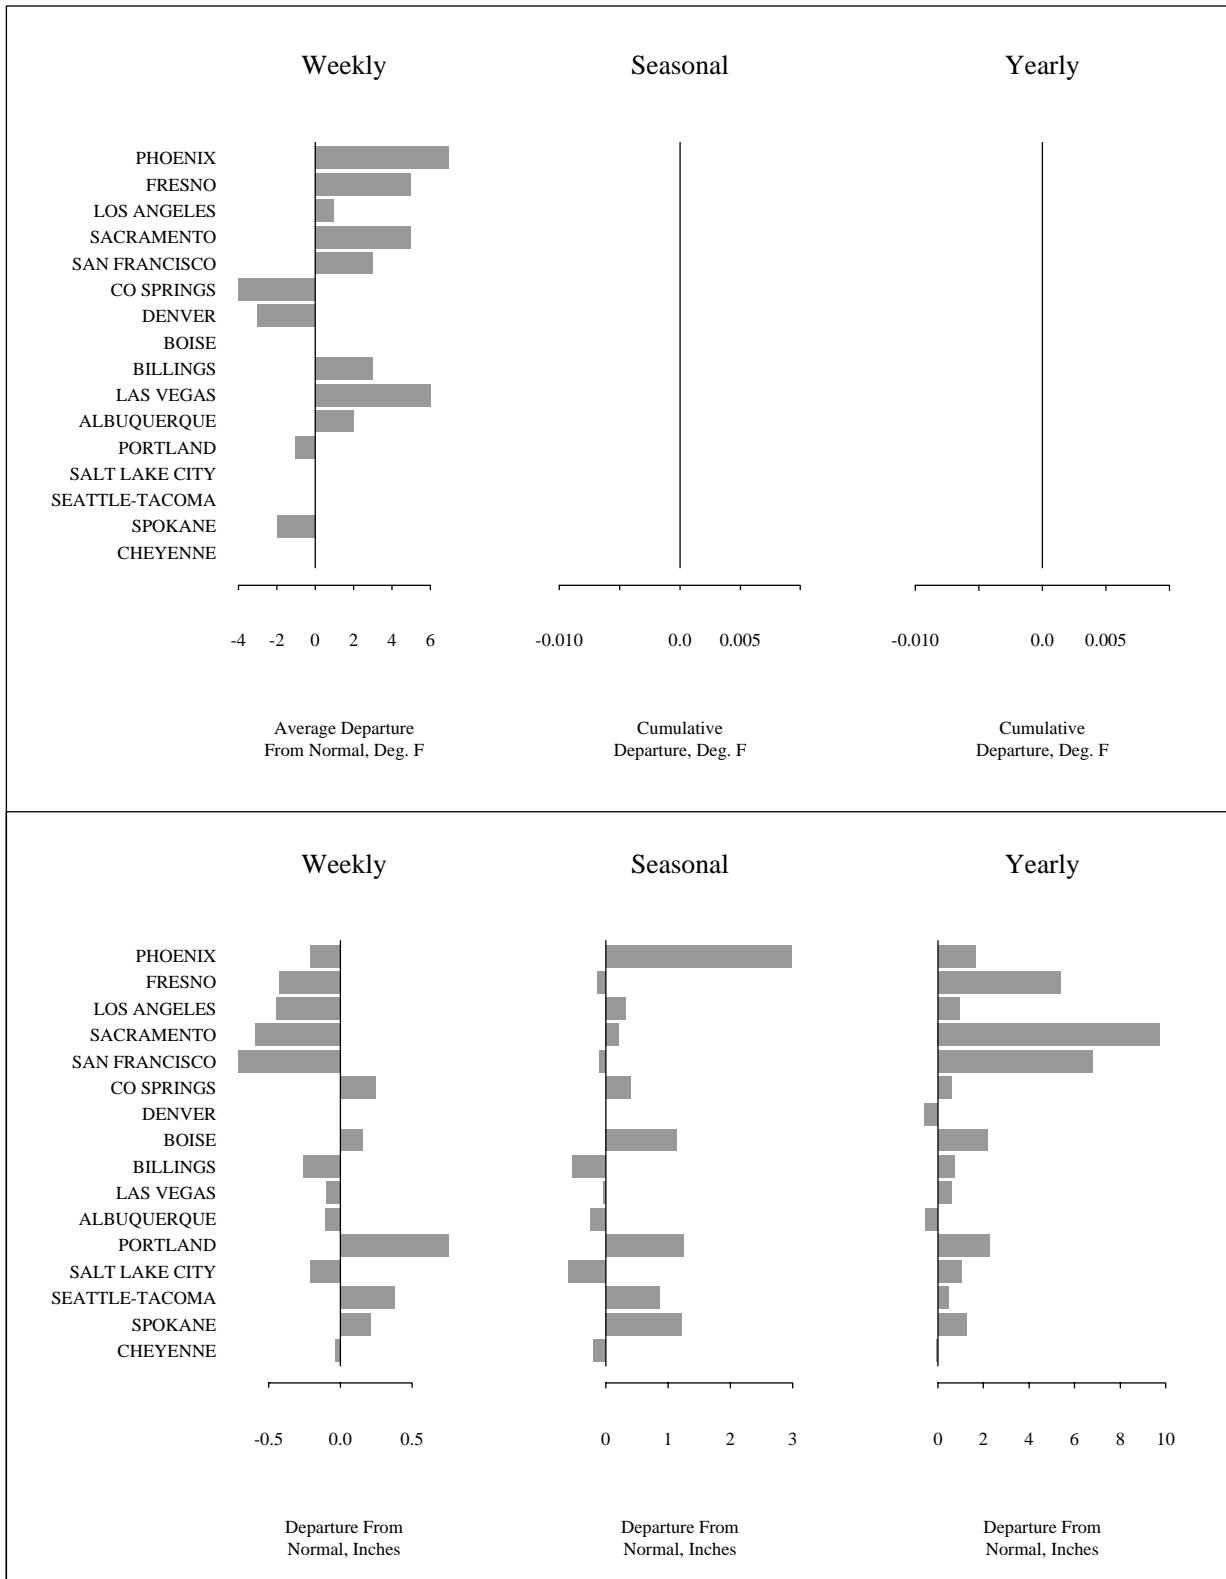 Weekly Seasonal Yearly
PHOENIX
FRESNO
LOS ANGELES
SACRAMENTO
SAN FRANCISCO
CO SPRINGS
DENVER
BOISE
BILLINGS
LAS VEGAS
ALBUQUERQUE
PORTLAND
SALT LAKE CITY
SEATTLE-TACOMA
SPOKANE
CHEYENNE
-4 -2 0 2 4 6 -0.010 0.0 0.005 -0.010 0.0 0.005
Average Departure Cumulative Cumulative
From Normal, Deg. F Departure, Deg. F Departure, Deg. F
Weekly Seasonal Yearly
PHOENIX
FRESNO
LOS ANGELES
SACRAMENTO
SAN FRANCISCO
CO SPRINGS
DENVER
BOISE
BILLINGS
LAS VEGAS
ALBUQUERQUE
PORTLAND
SALT LAKE CITY
SEATTLE-TACOMA
SPOKANE
CHEYENNE
-0.5 0.0 0.5 0 1 2 3 0 2 4 6 8 10
Departure From Departure From Departure From
Normal, Inches Normal, Inches Normal, Inches